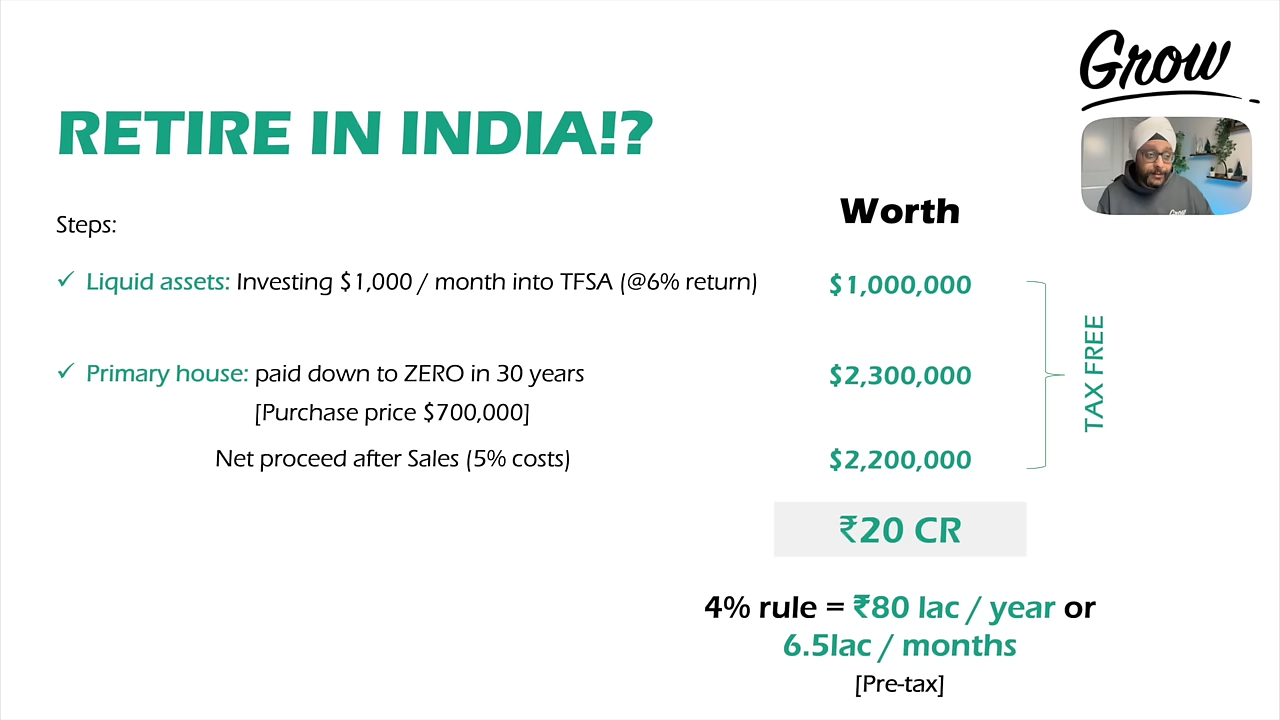 Grow
RETIRE IN INDIA!?
Worth
Steps:
✓ Liquid assets: Investing $1,000 / month into TFSA (@6% return)
$1,000,000
✓ Primary house: paid down to ZERO in 30 years
$2,300,000
[Purchase price $700,000]
Net proceed after Sales (5% costs)
$2,200,000
TAX FREE
₹20 CR
4% rule = ₹80 lac / year or
6.5lac / months
[Pre-tax]